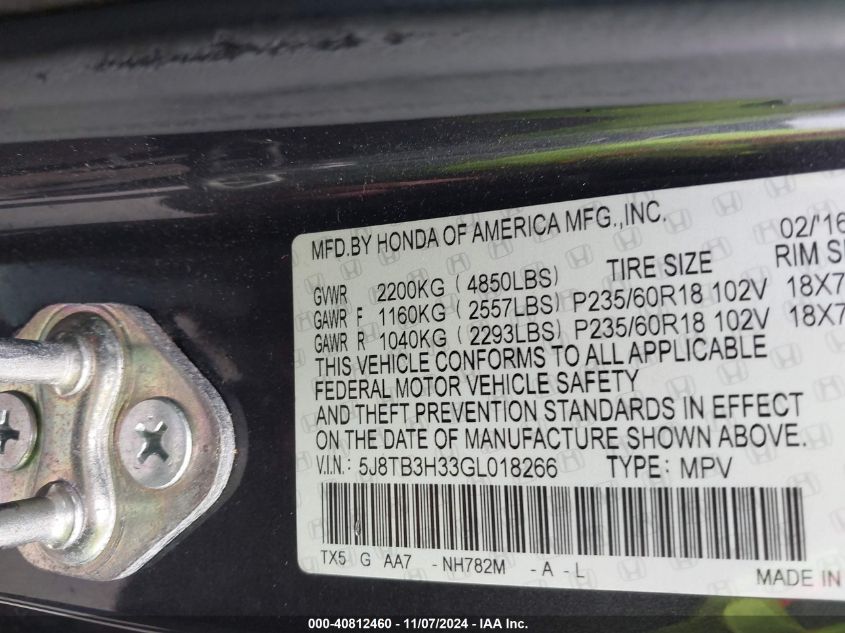 MFD.BY HONDA OF AMERICA MFG.,INC. 02/'16
TIRE SIZE
GVWR 2200KG (4850LBS)
GAWR F 1160KG (2557LBS) P235/60R18 102V 18X7
GAWR R 1040KG (2293LBS) P235/60R18 102V 18X7
THIS VEHICLE CONFORMS TO ALL APPLICABLE
FEDERAL MOTOR VEHICLE SAFETY
AND THEFT PREVENTION STANDARDS IN EFFECT
ON THE DATE OF MANUFACTURE SHOWN ABOVE.
V.I.N.: 5J8TB3H33GL018266 TYPE: MPV
TX5 G AA7 -NH782M -A -L
MADE IN
000-40812460 - 11/07/2024 - IAA Inc.